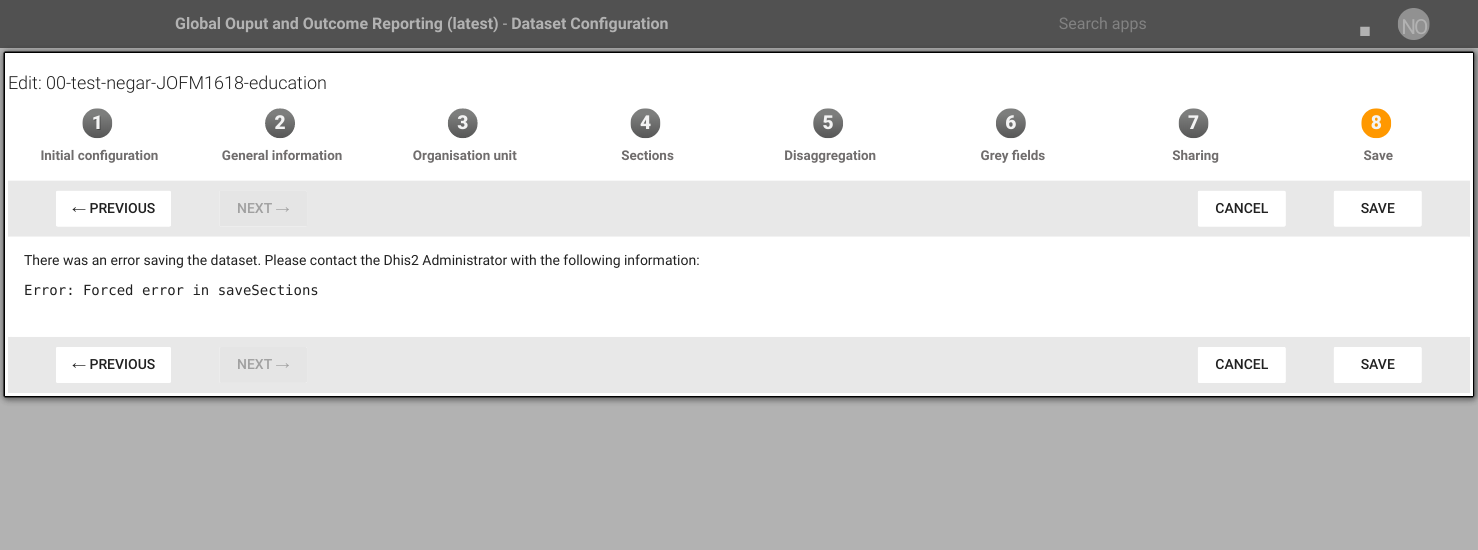 Global Ouput and Outcome Reporting (latest) - Dataset Configuration
Search apps
NO
Edit: 00-test-negar-JOFM1618-education
1 2 3 4 5 6 7 8
Initial configuration General information Organisation unit Sections Disaggregation Grey fields Sharing Save
← PREVIOUS NEXT → CANCEL SAVE
There was an error saving the dataset. Please contact the Dhis2 Administrator with the following information:
Error: Forced error in saveSections
← PREVIOUS NEXT → CANCEL SAVE